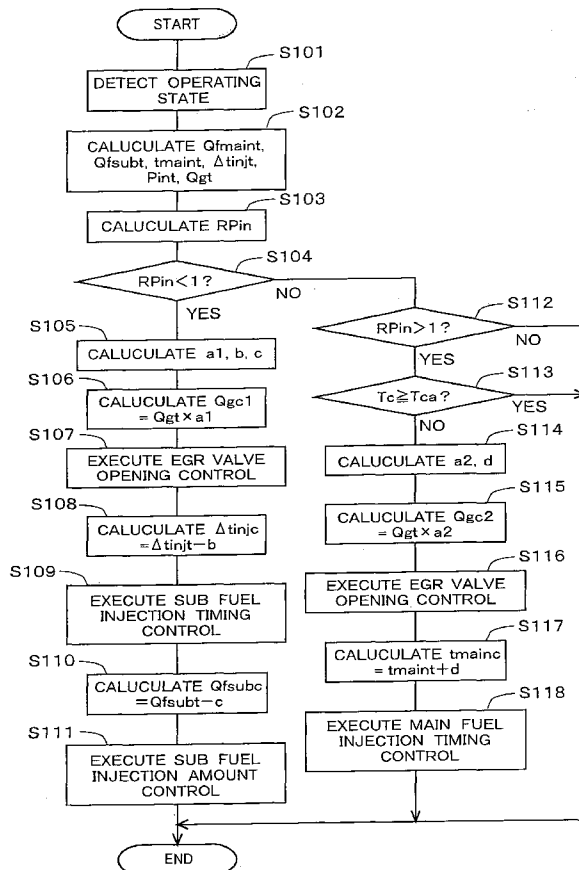 START
S101
DETECT OPERATING
STATE
S102
CALUCULATE Qfmaint,
Qfsubt, tmaint, Δtinjt,
Pint, Qgt
S103
CALUCULATE RPin
S104
RPin<1?
NO
YES
S105
CALUCULATE a1, b, c
S106
CALUCULATE Qgc1
=Qgt×a1
S107
EXECUTE EGR VALVE
OPENING CONTROL
S108
CALUCULATE Δtinjc
=Δtinjt−b
S109
EXECUTE SUB FUEL
INJECTION TIMING
CONTROL
S110
CALUCULATE Qfsubc
=Qfsubt−c
S111
EXECUTE SUB FUEL
INJECTION AMOUNT
CONTROL
S112
RPin>1?
NO
YES
S113
Tc≧Tca?
YES
NO
S114
CALUCULATE a2, d
S115
CALUCULATE Qgc2
=Qgt×a2
S116
EXECUTE EGR VALVE
OPENING CONTROL
S117
CALUCULATE tmainc
=tmaint+d
S118
EXECUTE MAIN FUEL
INJECTION TIMING
CONTROL
END